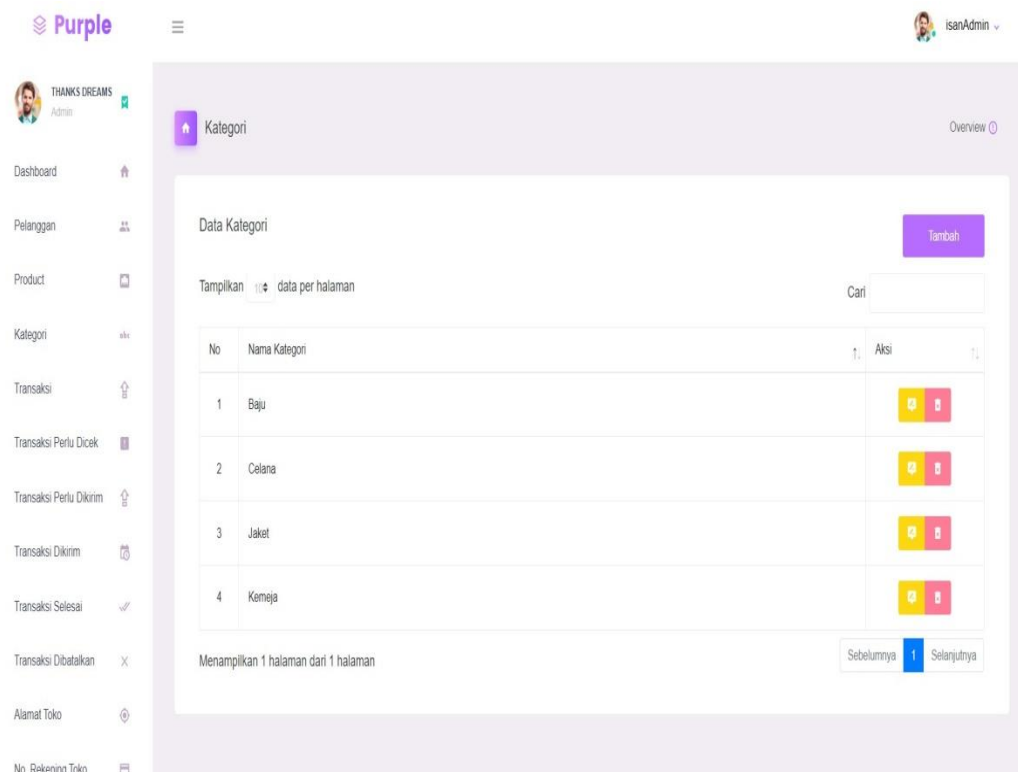 Purple
isanAdmin
THANKS DREAMS
Admin
Dashboard
Pelanggan
Product
Kategori
Transaksi
Transaksi Perlu Dicek
Transaksi Perlu Dikirim
Transaksi Dikirim
Transaksi Selesai
Transaksi Dibatalkan
Alamat Toko
No. Rekening Toko
Kategori
Overview
Data Kategori
Tambah
Tampilkan 10 data per halaman
Cari
No Nama Kategori Aksi
1 Baju
2 Celana
3 Jaket
4 Kemeja
Menampilkan 1 halaman dari 1 halaman
Sebelumnya 1 Selanjutnya